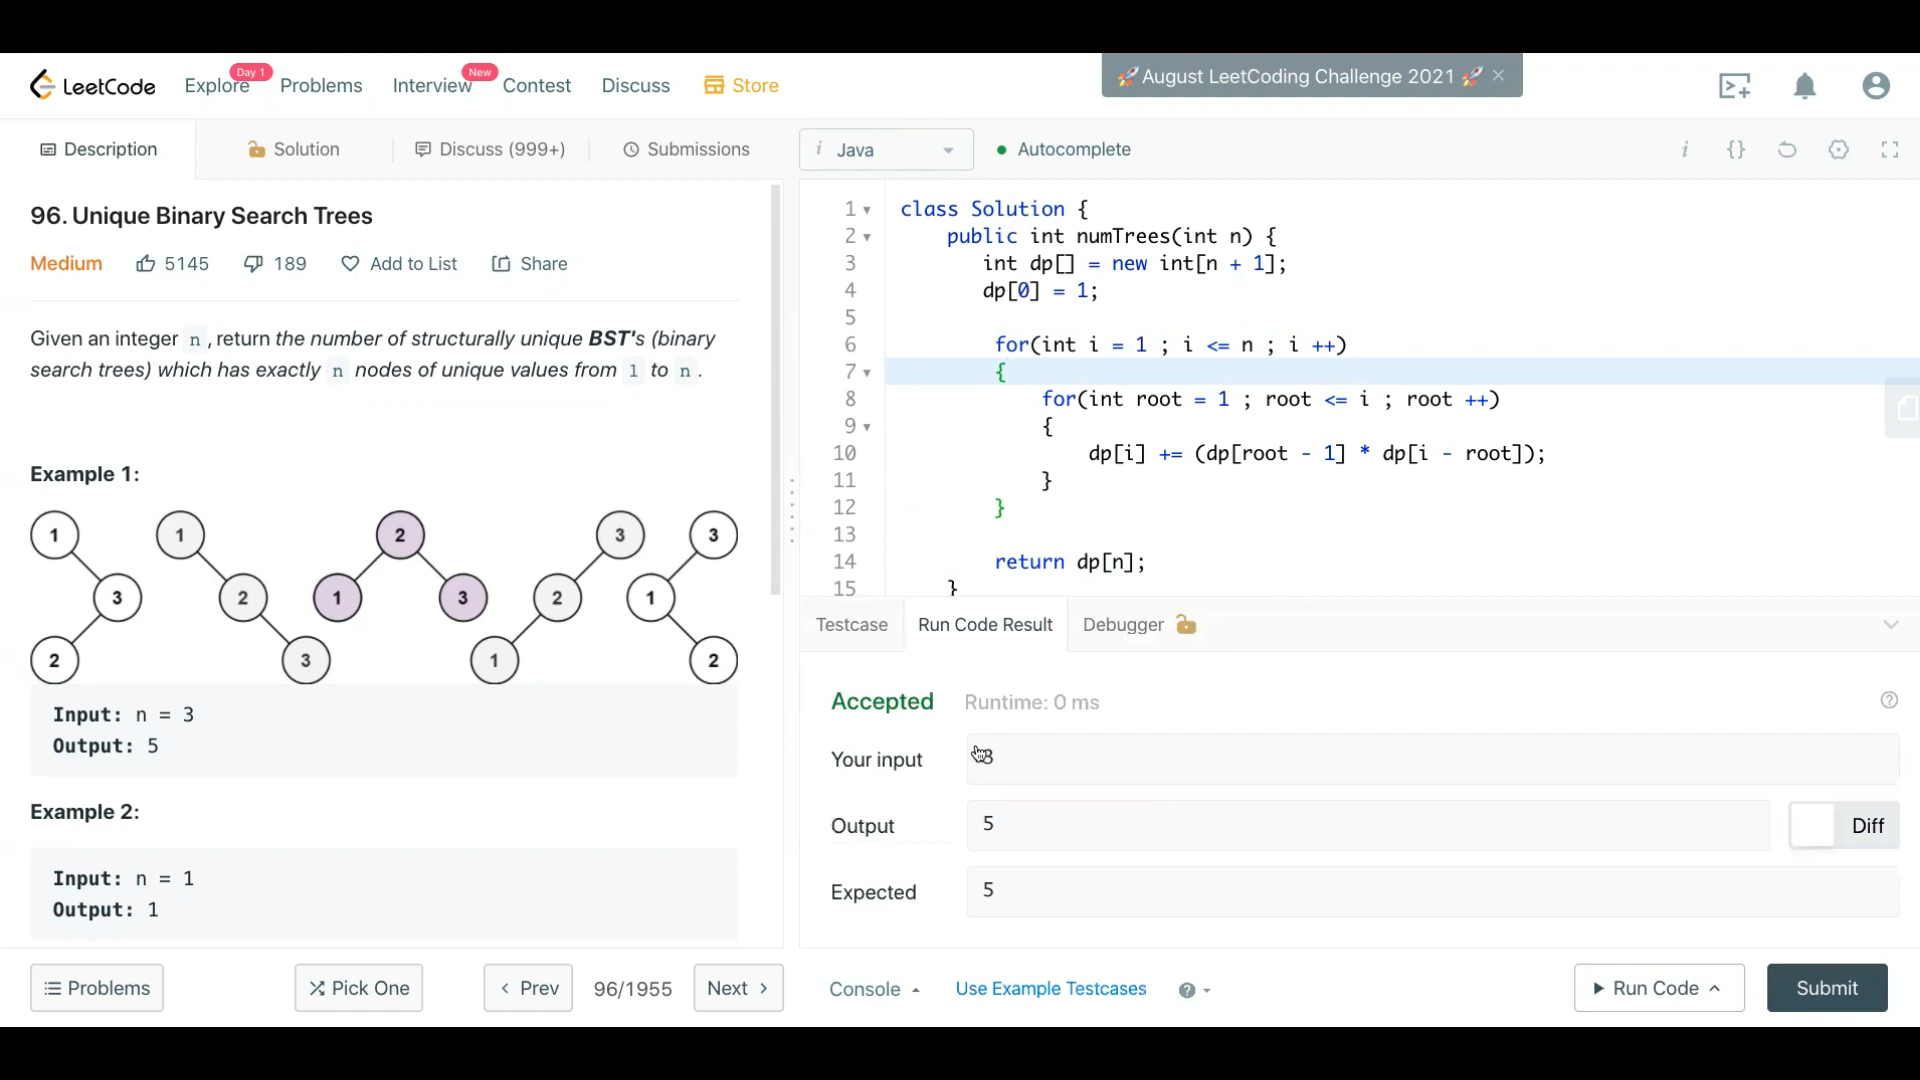 LeetCode
Explore Day 1 Problems Interview New Contest Discuss Store
🚀 August LeetCoding Challenge 2021 🚀 ×
Description Solution Discuss (999+) Submissions
i Java Autocomplete
96. Unique Binary Search Trees
Medium 5145 189 Add to List Share
Given an integer n, return the number of structurally unique BST's (binary
search trees) which has exactly n nodes of unique values from 1 to n.
Example 1:
1 1 2 3 3
3 2 1 3 2 1
2 3 1 2
Input: n = 3
Output: 5
Example 2:
Input: n = 1
Output: 1
Problems Pick One < Prev 96/1955 Next >
1 class Solution {
2 public int numTrees(int n) {
3 int dp[] = new int[n + 1];
4 dp[0] = 1;
5
6 for(int i = 1 ; i <= n ; i ++)
7 {
8 for(int root = 1 ; root <= i ; root ++)
9 {
10 dp[i] += (dp[root - 1] * dp[i - root]);
11 }
12 }
13
14 return dp[n];
15 }
Testcase Run Code Result Debugger
Accepted Runtime: 0 ms
Your input 3
Output 5 Diff
Expected 5
Console Use Example Testcases Run Code Submit